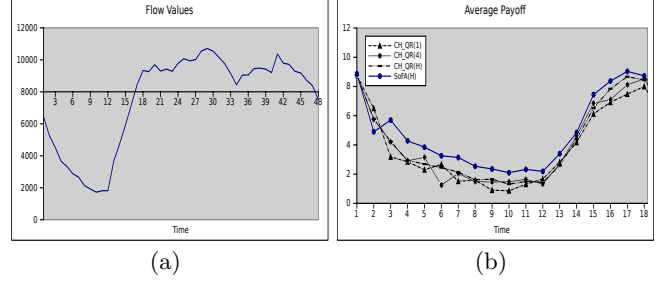 Flow Values
12000
10000
8000
6000
4000
2000
0
3 6 9 12 15 18 21 24 27 30 33 36 39 42 45 48
Time
(a)
Average Payoff
12
10
8
6
4
2
0
CH_QR(1)
CH_QR(4)
CH_QR(H)
SoFA(H)
1 2 3 4 5 6 7 8 9 10 11 12 13 14 15 16 17 18
Time
(b)